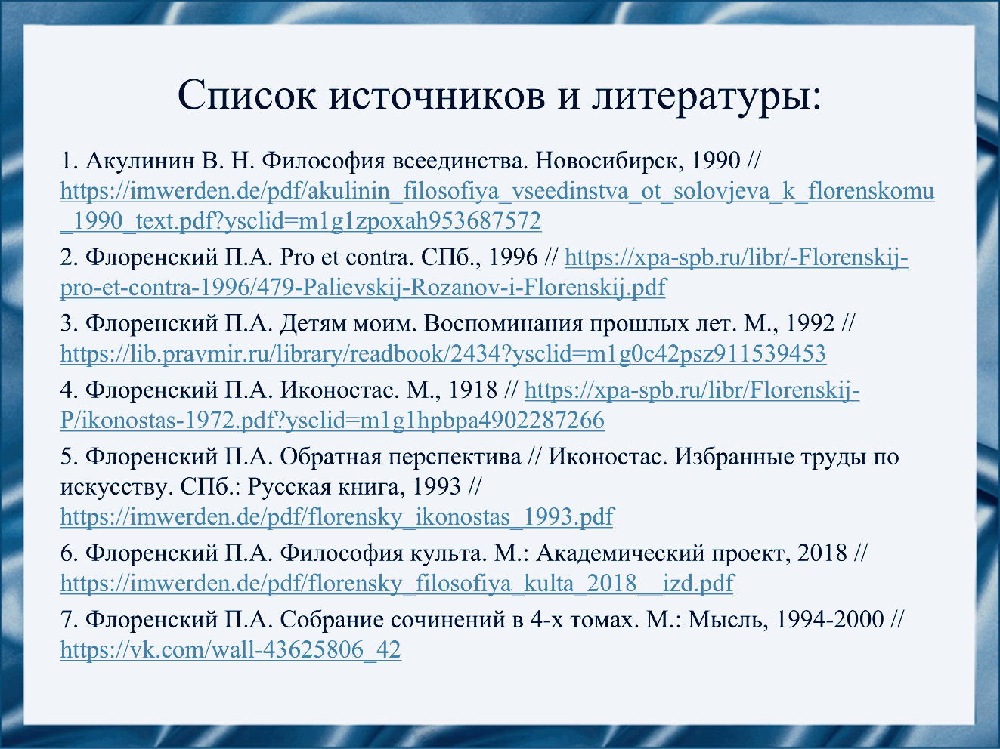 Список источников и литературы:
1. Акулинин В. Н. Философия всеединства. Новосибирск, 1990 //
https://imwerden.de/pdf/akulinin_filosofiya_vseedinstva_ot_solovjeva_k_florenskomu
_1990_text.pdf?ysclid=m1g1zpoxah953687572
2. Флоренский П.А. Pro et contra. СПб., 1996 // https://xpa-spb.ru/libr/-Florenskij-
pro-et-contra-1996/479-Palievskij-Rozanov-i-Florenskij.pdf
3. Флоренский П.А. Детям моим. Воспоминания прошлых лет. М., 1992 //
https://lib.pravmir.ru/library/readbook/2434?ysclid=m1g0c42psz911539453
4. Флоренский П.А. Иконостас. М., 1918 // https://xpa-spb.ru/libr/Florenskij-
P/ikonostas-1972.pdf?ysclid=m1g1hpbpa4902287266
5. Флоренский П.А. Обратная перспектива // Иконостас. Избранные труды по
искусству. СПб.: Русская книга, 1993 //
https://imwerden.de/pdf/florensky_ikonostas_1993.pdf
6. Флоренский П.А. Философия культа. М.: Академический проект, 2018 //
https://imwerden.de/pdf/florensky_filosofiya_kulta_2018__izd.pdf
7. Флоренский П.А. Собрание сочинений в 4-х томах. М.: Мысль, 1994-2000 //
https://vk.com/wall-43625806_42